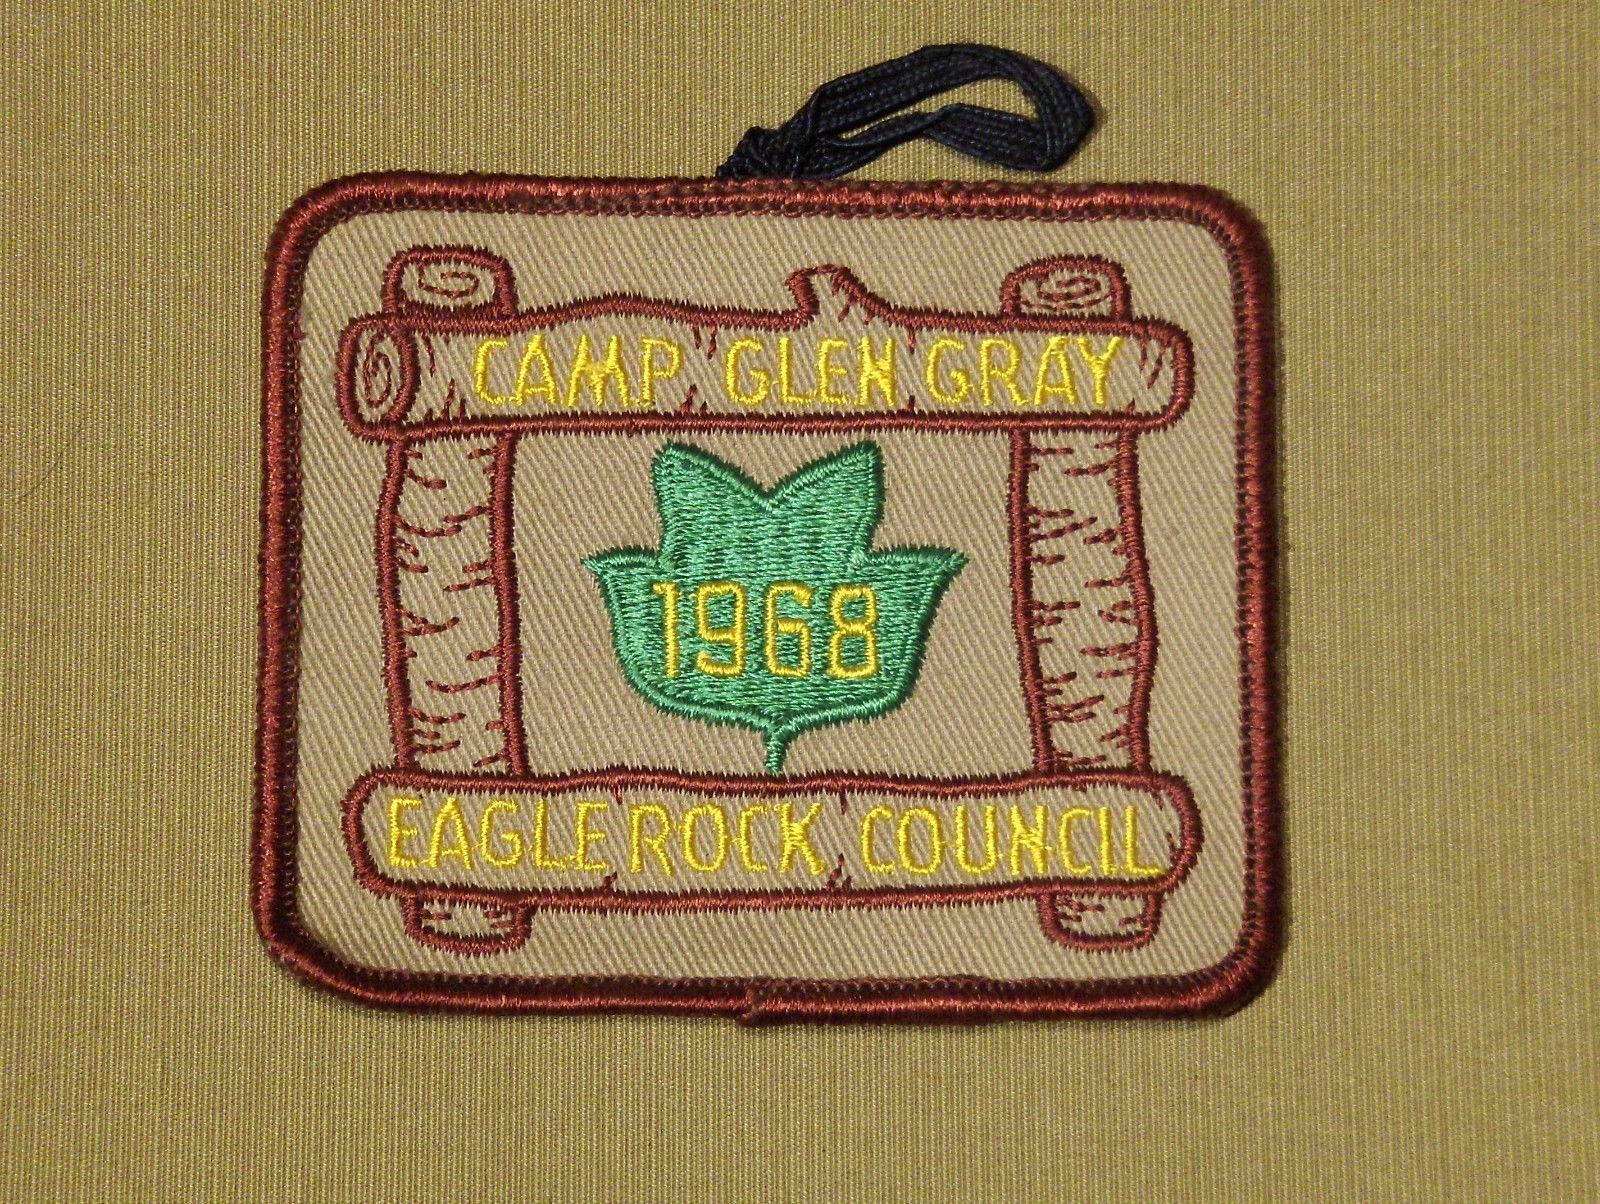 CAMP GLEN GRAY
1968
EAGLE ROCK COUNCIL